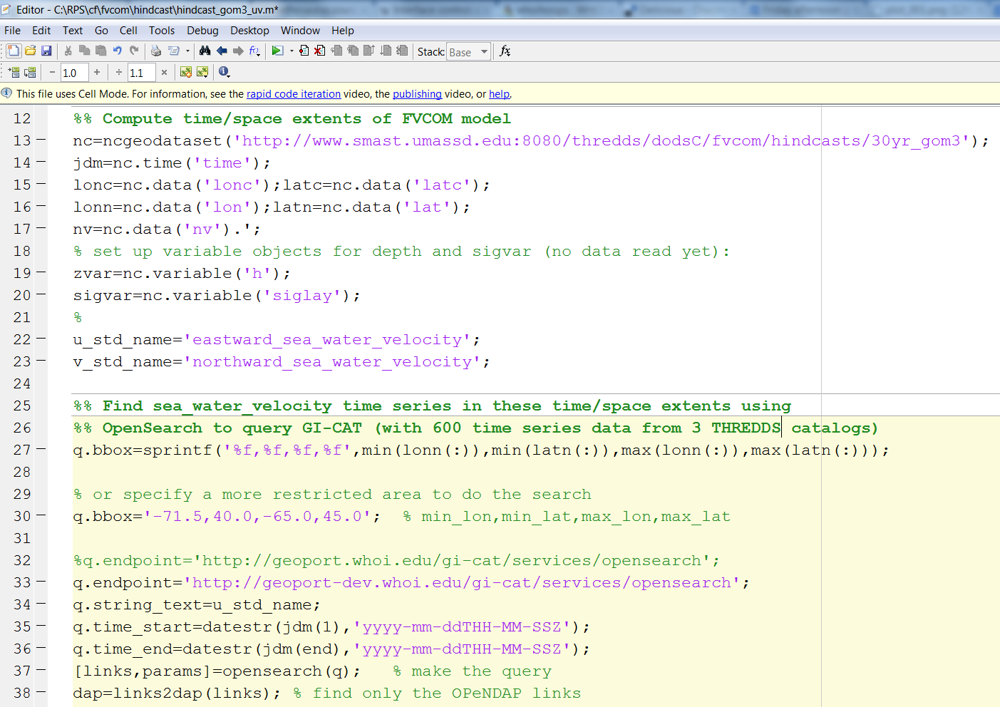 Editor - C:\RPS\cf\fvcom\hindcast\hindcast_gom3_uv.m*
File Edit Text Go Cell Tools Debug Desktop Window Help
Stack: Base fx
- 1.0 + ÷ 1.1 ×
This file uses Cell Mode. For information, see the rapid code iteration video, the publishing video, or help.
12 %% Compute time/space extents of FVCOM model
13 - nc=ncgeodataset('http://www.smast.umassd.edu:8080/thredds/dodsC/fvcom/hindcasts/30yr_gom3');
14 - jdm=nc.time('time');
15 - lonc=nc.data('lonc');latc=nc.data('latc');
16 - lonn=nc.data('lon');latn=nc.data('lat');
17 - nv=nc.data('nv').';
18 % set up variable objects for depth and sigvar (no data read yet):
19 - zvar=nc.variable('h');
20 - sigvar=nc.variable('siglay');
21 %
22 - u_std_name='eastward_sea_water_velocity';
23 - v_std_name='northward_sea_water_velocity';
24
25 %% Find sea_water_velocity time series in these time/space extents using
26 %% OpenSearch to query GI-CAT (with 600 time series data from 3 THREDDS catalogs)
27 - q.bbox=sprintf('%f,%f,%f,%f',min(lonn(:)),min(latn(:)),max(lonn(:)),max(latn(:)));
28
29 % or specify a more restricted area to do the search
30 - q.bbox='-71.5,40.0,-65.0,45.0'; % min_lon,min_lat,max_lon,max_lat
31
32 %q.endpoint='http://geoport.whoi.edu/gi-cat/services/opensearch';
33 - q.endpoint='http://geoport-dev.whoi.edu/gi-cat/services/opensearch';
34 - q.string_text=u_std_name;
35 - q.time_start=datestr(jdm(1),'yyyy-mm-ddTHH-MM-SSZ');
36 - q.time_end=datestr(jdm(end),'yyyy-mm-ddTHH-MM-SSZ');
37 - [links,params]=opensearch(q); % make the query
38 - dap=links2dap(links); % find only the OPeNDAP links